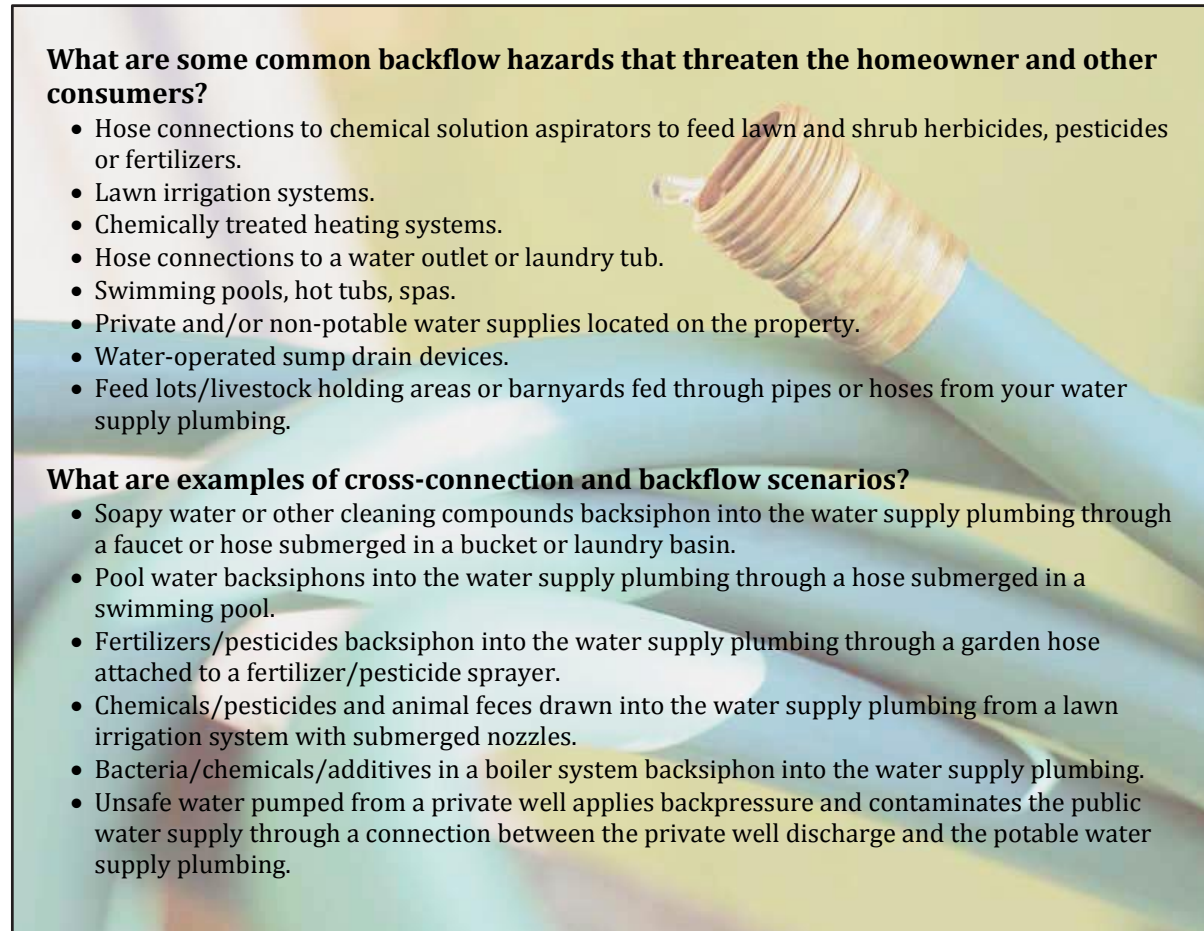 What are some common backflow hazards that threaten the homeowner and other
consumers?
• Hose connections to chemical solution aspirators to feed lawn and shrub herbicides, pesticides
or fertilizers.
• Lawn irrigation systems.
• Chemically treated heating systems.
• Hose connections to a water outlet or laundry tub.
• Swimming pools, hot tubs, spas.
• Private and/or non-potable water supplies located on the property.
• Water-operated sump drain devices.
• Feed lots/livestock holding areas or barnyards fed through pipes or hoses from your water
supply plumbing.
What are examples of cross-connection and backflow scenarios?
• Soapy water or other cleaning compounds backsiphon into the water supply plumbing through
a faucet or hose submerged in a bucket or laundry basin.
• Pool water backsiphons into the water supply plumbing through a hose submerged in a
swimming pool.
• Fertilizers/pesticides backsiphon into the water supply plumbing through a garden hose
attached to a fertilizer/pesticide sprayer.
• Chemicals/pesticides and animal feces drawn into the water supply plumbing from a lawn
irrigation system with submerged nozzles.
• Bacteria/chemicals/additives in a boiler system backsiphon into the water supply plumbing.
• Unsafe water pumped from a private well applies backpressure and contaminates the public
water supply through a connection between the private well discharge and the potable water
supply plumbing.